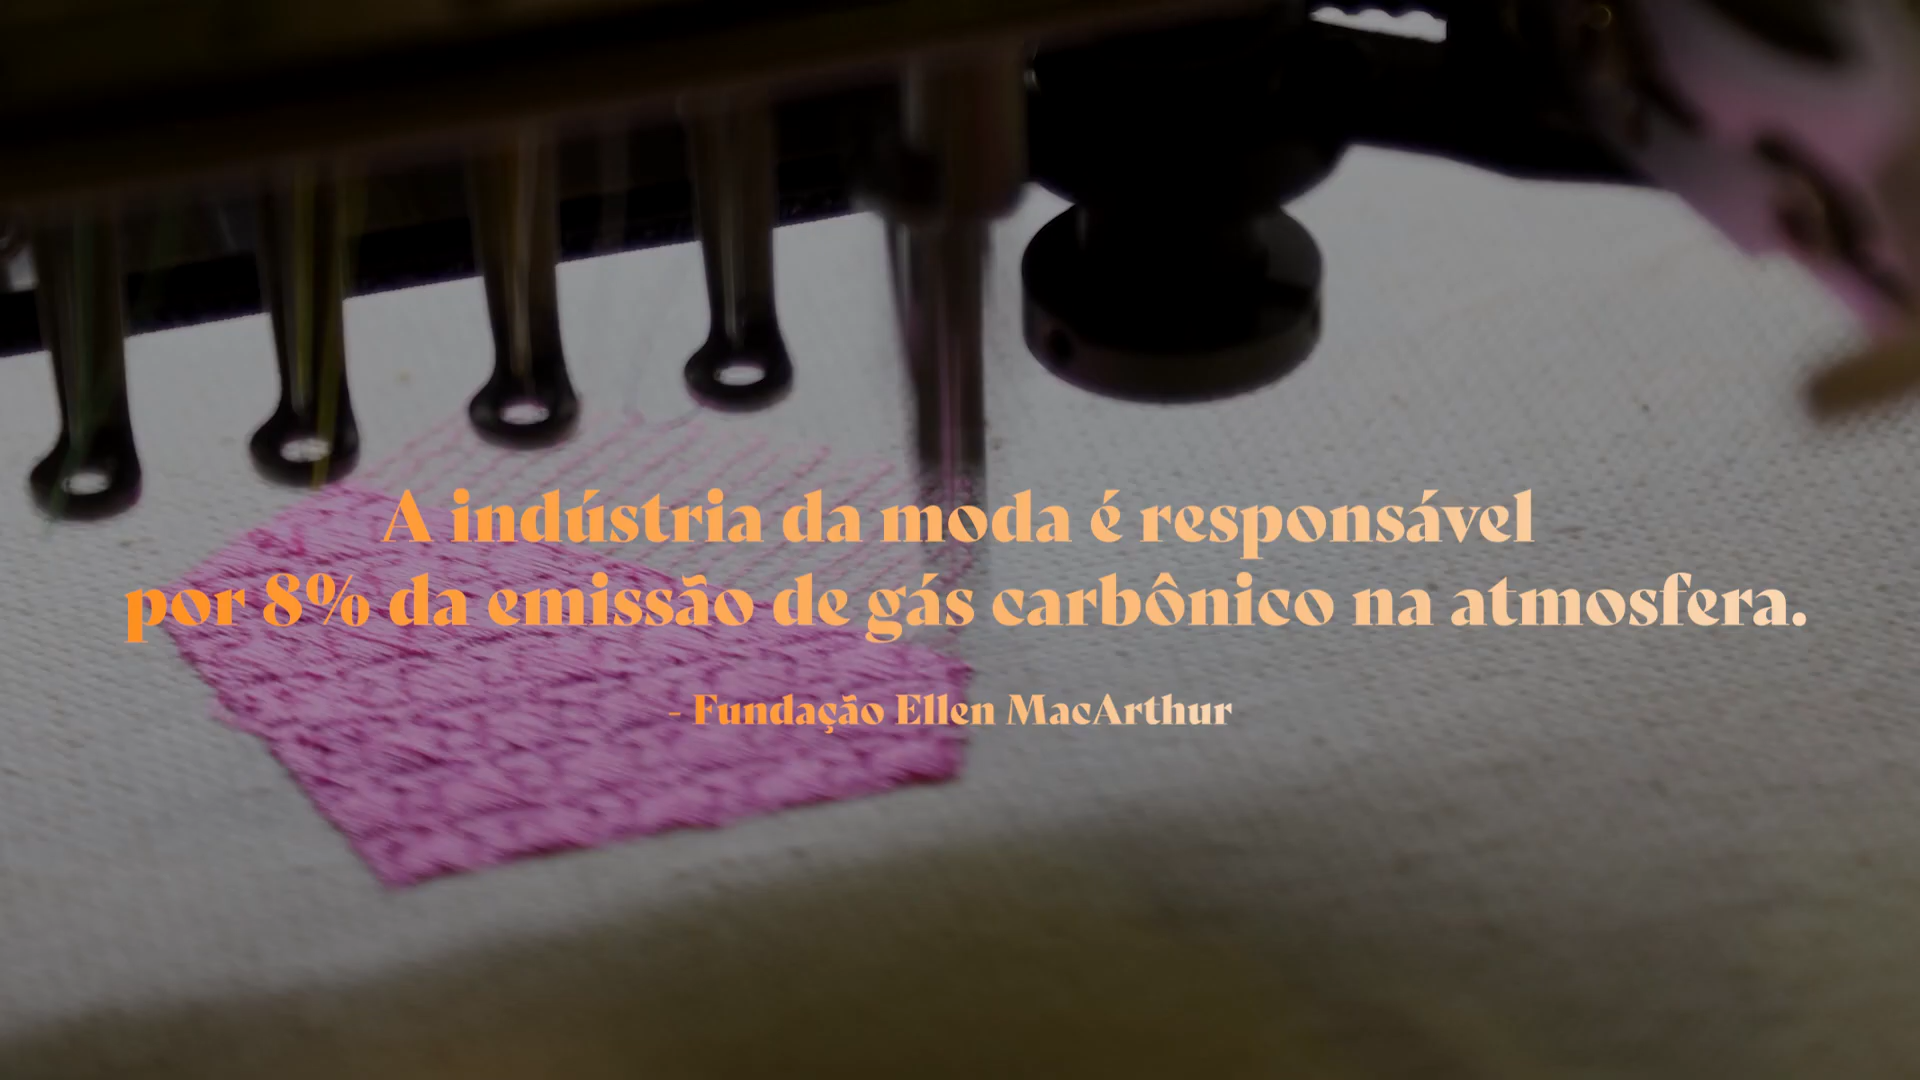 A indústria da moda é responsável
por 8% da emissão de gás carbônico na atmosfera.
- Fundação Ellen MacArthur